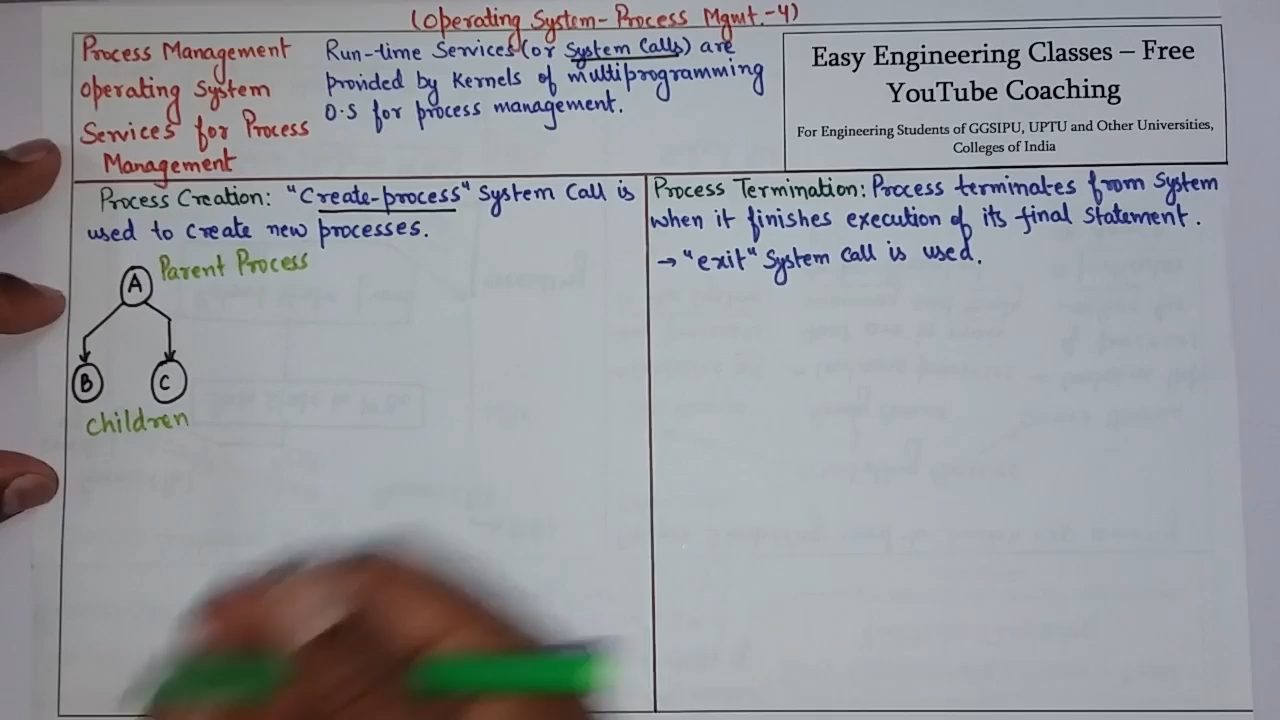 (Operating System- Process Mgmt.-4)
Process Management
Operating System
Services for Process
Management
Run-time Services (or System Calls) are
provided by Kernels of multiprogramming
O.S for process management.
Easy Engineering Classes – Free
YouTube Coaching
For Engineering Students of GGSIPU, UPTU and Other Universities,
Colleges of India
Process Creation: "Create-process" System Call is
used to create new processes.
A Parent Process
B C
Children
Process Termination: Process terminates from System
when it finishes execution of its final Statement.
→ "exit" System call is used.